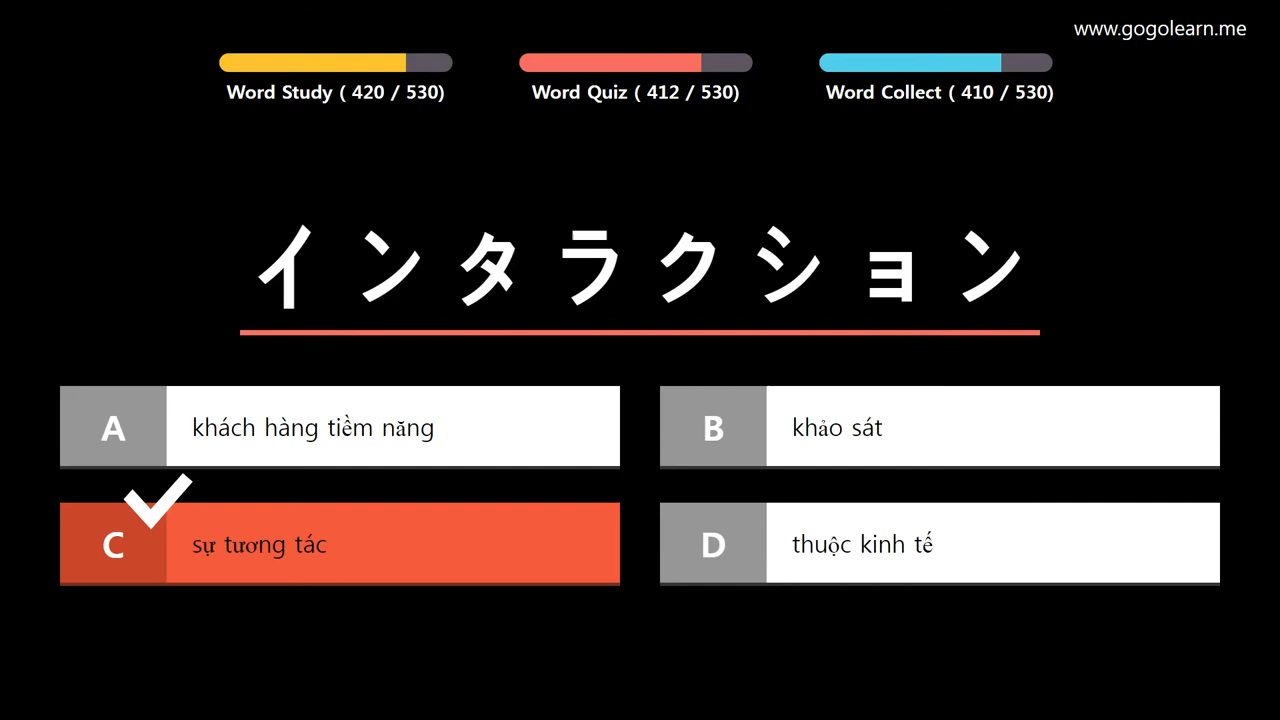 www.gogolearn.me
Word Study ( 420 / 530)
Word Quiz ( 412 / 530)
Word Collect ( 410 / 530)
インタラクション
A khách hàng tiềm năng
B khảo sát
C sự tương tác
D thuộc kinh tế